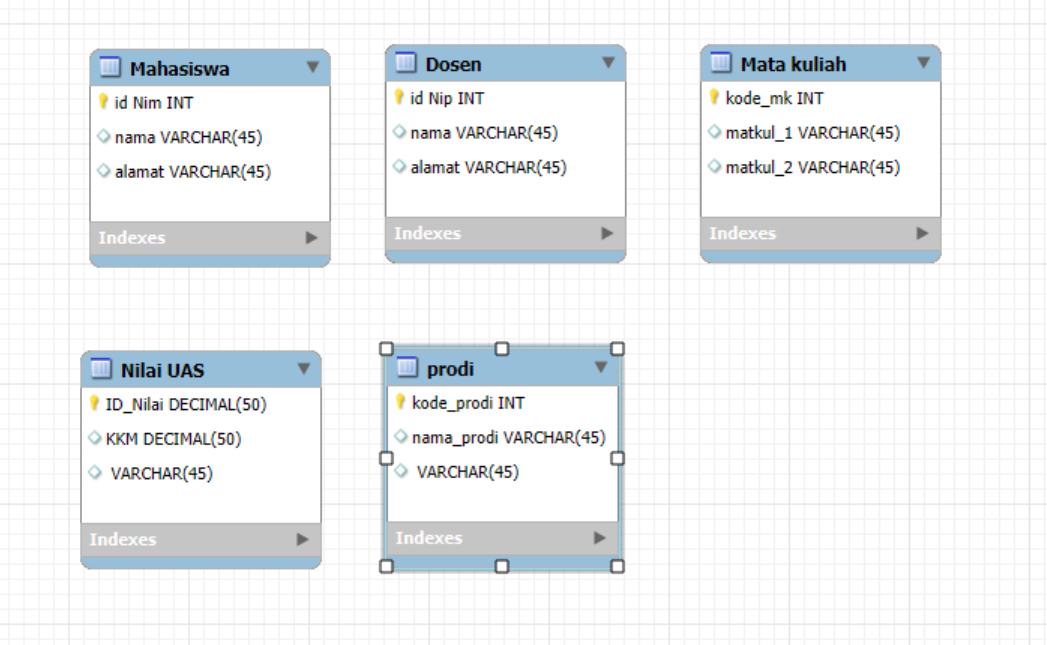 Mahasiswa
id Nim INT
nama VARCHAR(45)
alamat VARCHAR(45)
Indexes
Dosen
id Nip INT
nama VARCHAR(45)
alamat VARCHAR(45)
Indexes
Mata kuliah
kode_mk INT
matkul_1 VARCHAR(45)
matkul_2 VARCHAR(45)
Indexes
Nilai UAS
ID_Nilai DECIMAL(50)
KKM DECIMAL(50)
VARCHAR(45)
Indexes
prodi
kode_prodi INT
nama_prodi VARCHAR(45)
VARCHAR(45)
Indexes